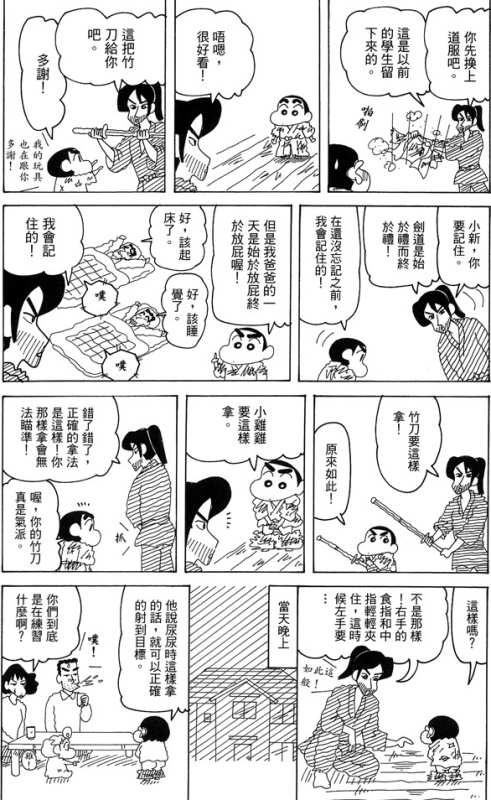 你先換上
道服吧。
這是以前
的學生留
下來的。
唔嗯，
很好看！
這把竹
刀給你
吧。
多謝！
我的玩具
也在跟你
多謝！
小新，你
要記住。
劍道是始
於禮而終
於禮！
在還沒忘記之前，
我會記住的！
但是我爸爸的一
天是始於放屁終
於放屁喔！
好，該起
床了。
噗
好，該睡
覺了。
噗
我會記
住的！
竹刀要這樣
拿！
原來如此！
小雞雞
要這樣
拿。
錯了錯了，
正確的拿法
是這樣！你
那樣拿會無
法瞄準！
抓
喔，你的竹刀
真是氣派。
這樣嗎？
不是那樣
！右手的
食指和中
指輕輕夾
住，這時
候左手要
…
如此這
般！
當天晚上
他說尿尿時這樣拿
的話，就可以正確
的射到目標。
噗！
你們到底
是在練習
什麼啊？